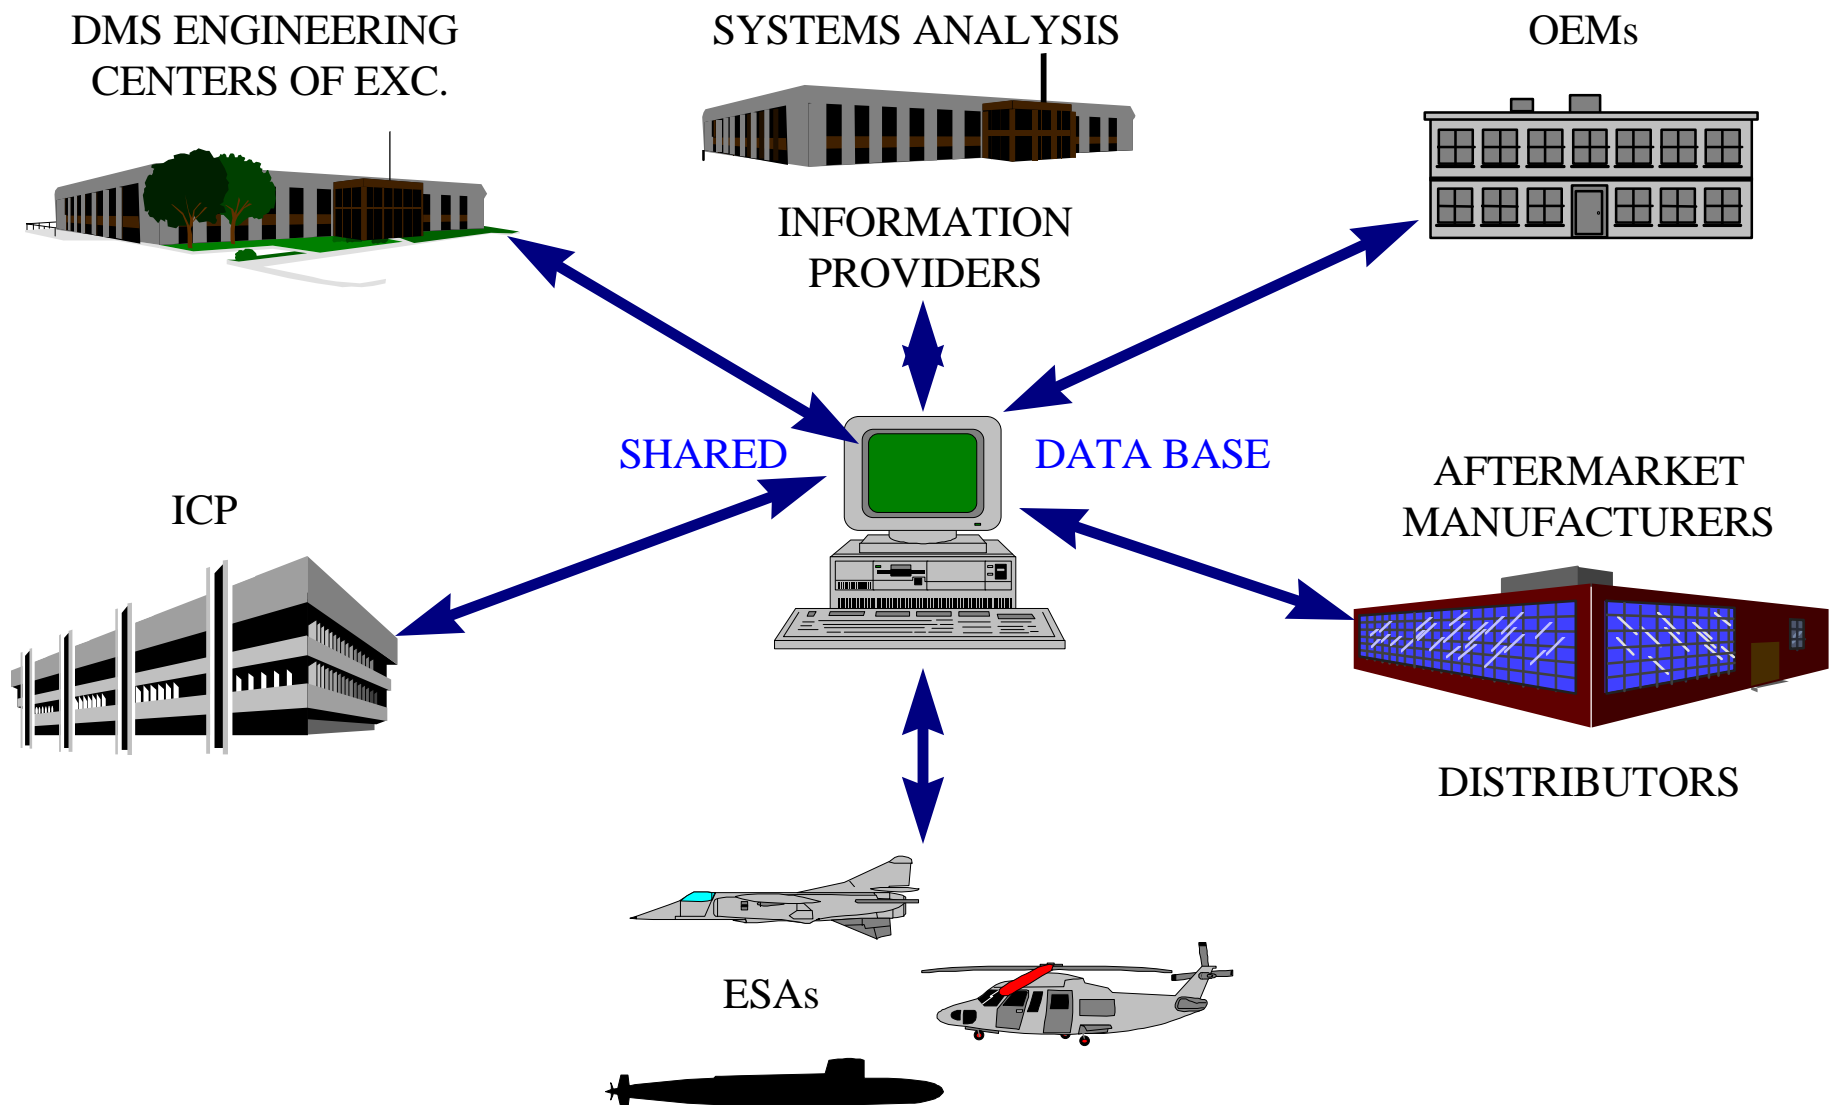 DMS ENGINEERING
CENTERS OF EXC.
SYSTEMS ANALYSIS
INFORMATION
PROVIDERS
OEMs
SHARED
DATA BASE
ICP
AFTERMARKET
MANUFACTURERS
DISTRIBUTORS
ESAs